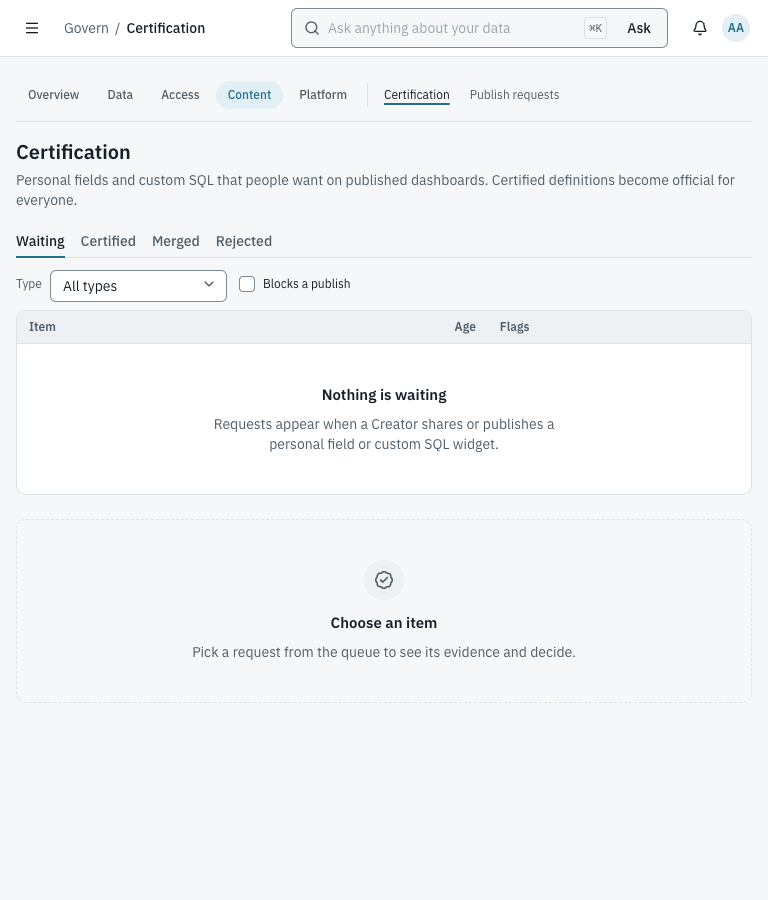 Govern / Certification
Ask anything about your data
⌘K
Ask
AA
Overview
Data
Access
Content
Platform
Certification
Publish requests
Certification
Personal fields and custom SQL that people want on published dashboards. Certified definitions become official for
everyone.
Waiting
Certified
Merged
Rejected
Type
All types
Blocks a publish
Item
Age
Flags
Nothing is waiting
Requests appear when a Creator shares or publishes a
personal field or custom SQL widget.
Choose an item
Pick a request from the queue to see its evidence and decide.